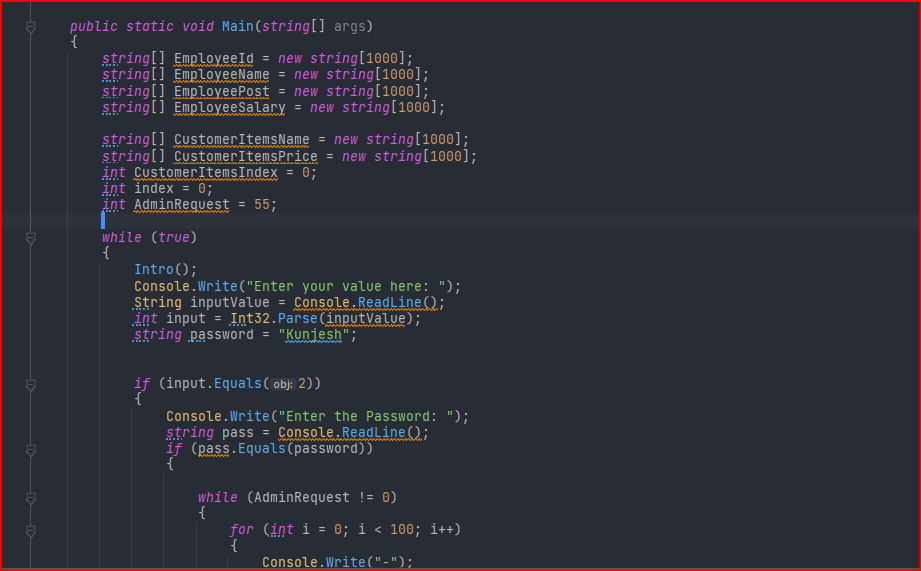 public static void Main(string[] args)
{
string[] EmployeeId = new string[1000];
string[] EmployeeName = new string[1000];
string[] EmployeePost = new string[1000];
string[] EmployeeSalary = new string[1000];
string[] CustomerItemsName = new string[1000];
string[] CustomerItemsPrice = new string[1000];
int CustomerItemsIndex = 0;
int index = 0;
int AdminRequest = 55;
while (true)
{
Intro();
Console.Write("Enter your value here: ");
String inputValue = Console.ReadLine();
int input = Int32.Parse(inputValue);
string password = "Kunjesh";
if (input.Equals( obj: 2))
{
Console.Write("Enter the Password: ");
string pass = Console.ReadLine();
if (pass.Equals(password))
{
while (AdminRequest != 0)
{
for (int i = 0; i < 100; i++)
{
Console.Write("-");